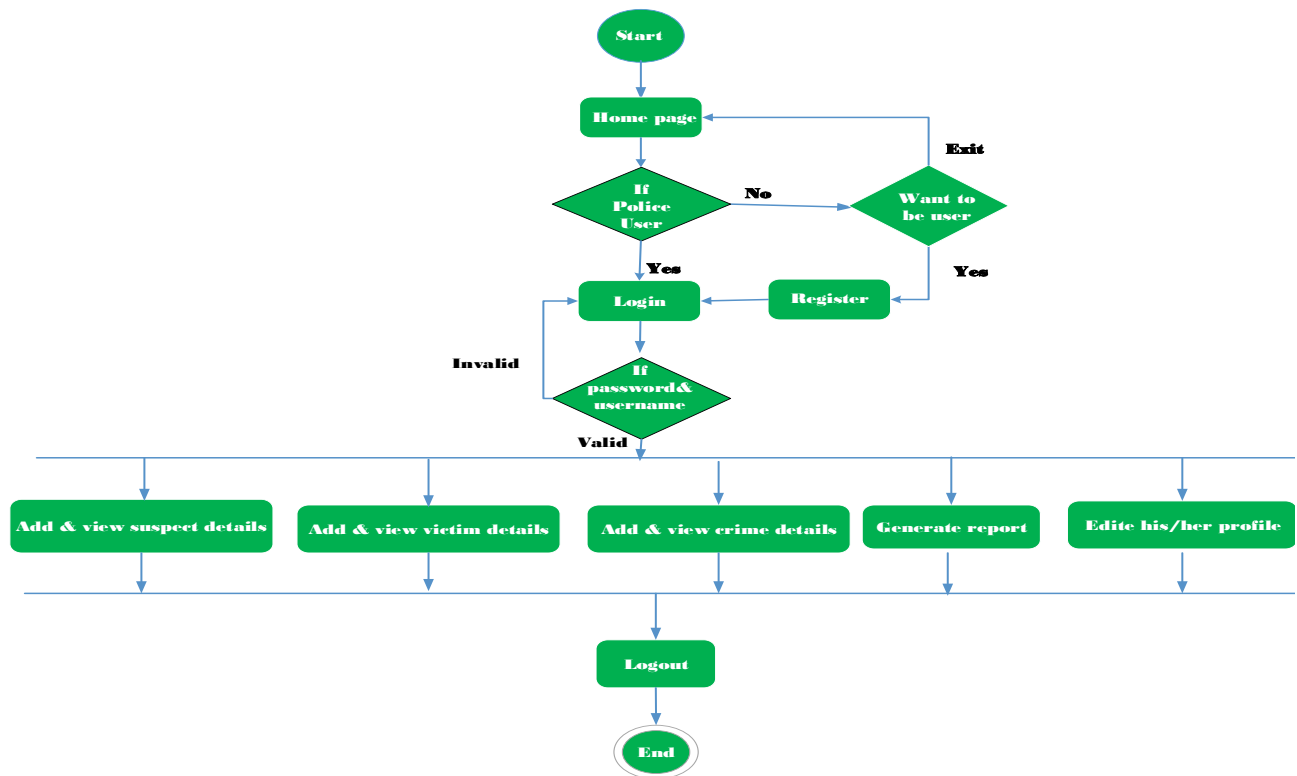 Start
Home page
Exit
If
Police
User
No
Want to
be user
Yes
Yes
Login
Register
Invalid
If
password&
username
Valid
Add & view suspect details
Add & view victim details
Add & view crime details
Generate report
Edite his/her profile
Logout
End